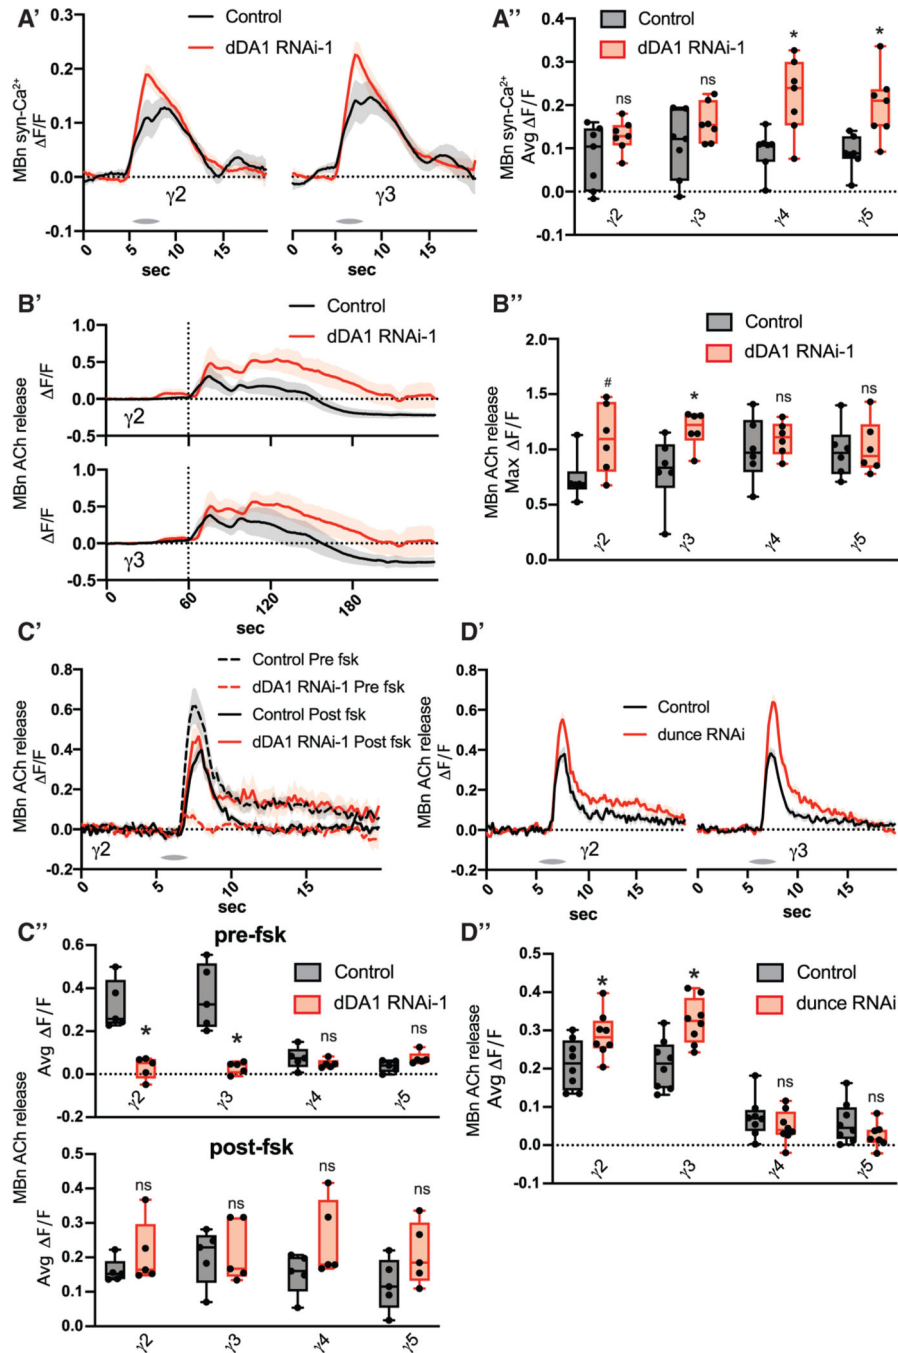 A'
Control
dDA1 RNAi-1
MBn syn-Ca²⁺
ΔF/F
0.3
0.2
0.1
0.0
-0.1
γ2
γ3
0 5 10 15
0 5 10 15
sec
sec
A''
Control
dDA1 RNAi-1
MBn syn-Ca²⁺
Avg ΔF/F
0.4
0.3
0.2
0.1
0.0
-0.1
ns
ns
*
*
γ2 γ3 γ4 γ5
B'
Control
dDA1 RNAi-1
MBn ACh release
ΔF/F
1.0
0.5
0.0
-0.5
γ2
ΔF/F
1.0
0.5
0.0
-0.5
γ3
0 60 120 180
sec
B''
Control
dDA1 RNAi-1
MBn ACh release
Max ΔF/F
2.0
1.5
1.0
0.5
0.0
#
*
ns
ns
γ2 γ3 γ4 γ5
C'
Control Pre fsk
dDA1 RNAi-1 Pre fsk
Control Post fsk
dDA1 RNAi-1 Post fsk
MBn ACh release
ΔF/F
0.8
0.6
0.4
0.2
0.0
-0.2
γ2
0 5 10 15
sec
D'
Control
dunce RNAi
MBn ACh release
ΔF/F
0.8
0.6
0.4
0.2
0.0
-0.2
γ2
γ3
0 5 10 15
0 5 10 15
sec
sec
C''
pre-fsk
Control
dDA1 RNAi-1
MBn ACh release
Avg ΔF/F
0.6
0.4
0.2
0.0
-0.2
*
*
ns
ns
γ2 γ3 γ4 γ5
post-fsk
Avg ΔF/F
0.5
0.4
0.3
0.2
0.1
0.0
ns
ns
ns
ns
γ2 γ3 γ4 γ5
D''
Control
dunce RNAi
MBn ACh release
Avg ΔF/F
0.5
0.4
0.3
0.2
0.1
0.0
-0.1
*
*
ns
ns
γ2 γ3 γ4 γ5